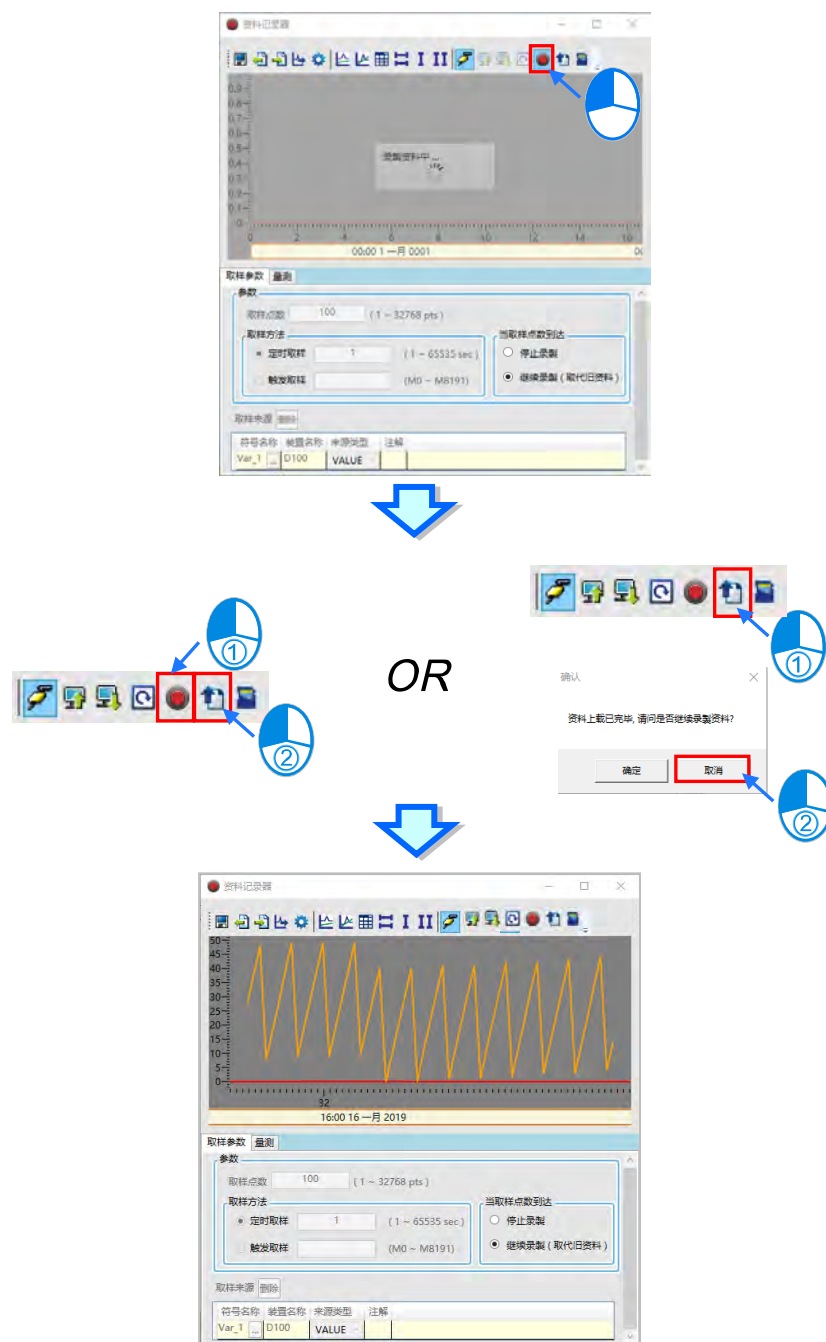 资料记录器
0.9
0.8
0.7
0.6
0.5
0.4
0.3
0.2
0.1
0
0 2 4 6 8 10 12 14 16
00:00 1 一月 0001
取样参数 量测
参数
取样点数 100 ( 1 ~ 32768 pts )
取样方法
当取样点数到达
定时取样 1 ( 1 ~ 65535 sec )
停止录製
触发取样 (M0 ~ M8191)
继续录製 ( 取代旧资料 )
取样来源 删除
符号名称 装置名称 来源类型 注解
Var_1 ... D100 VALUE
OR
①
②
①
确认
资料上载已完毕, 请问是否继续录製资料?
确定 取消
②
资料记录器
50
45
40
35
30
25
20
15
10
5
0
32
16:00 16 一月 2019
取样参数 量测
参数
取样点数 100 ( 1 ~ 32768 pts )
取样方法
当取样点数到达
定时取样 1 ( 1 ~ 65535 sec )
停止录製
触发取样 (M0 ~ M8191)
继续录製 ( 取代旧资料 )
取样来源 删除
符号名称 装置名称 来源类型 注解
Var_1 ... D100 VALUE